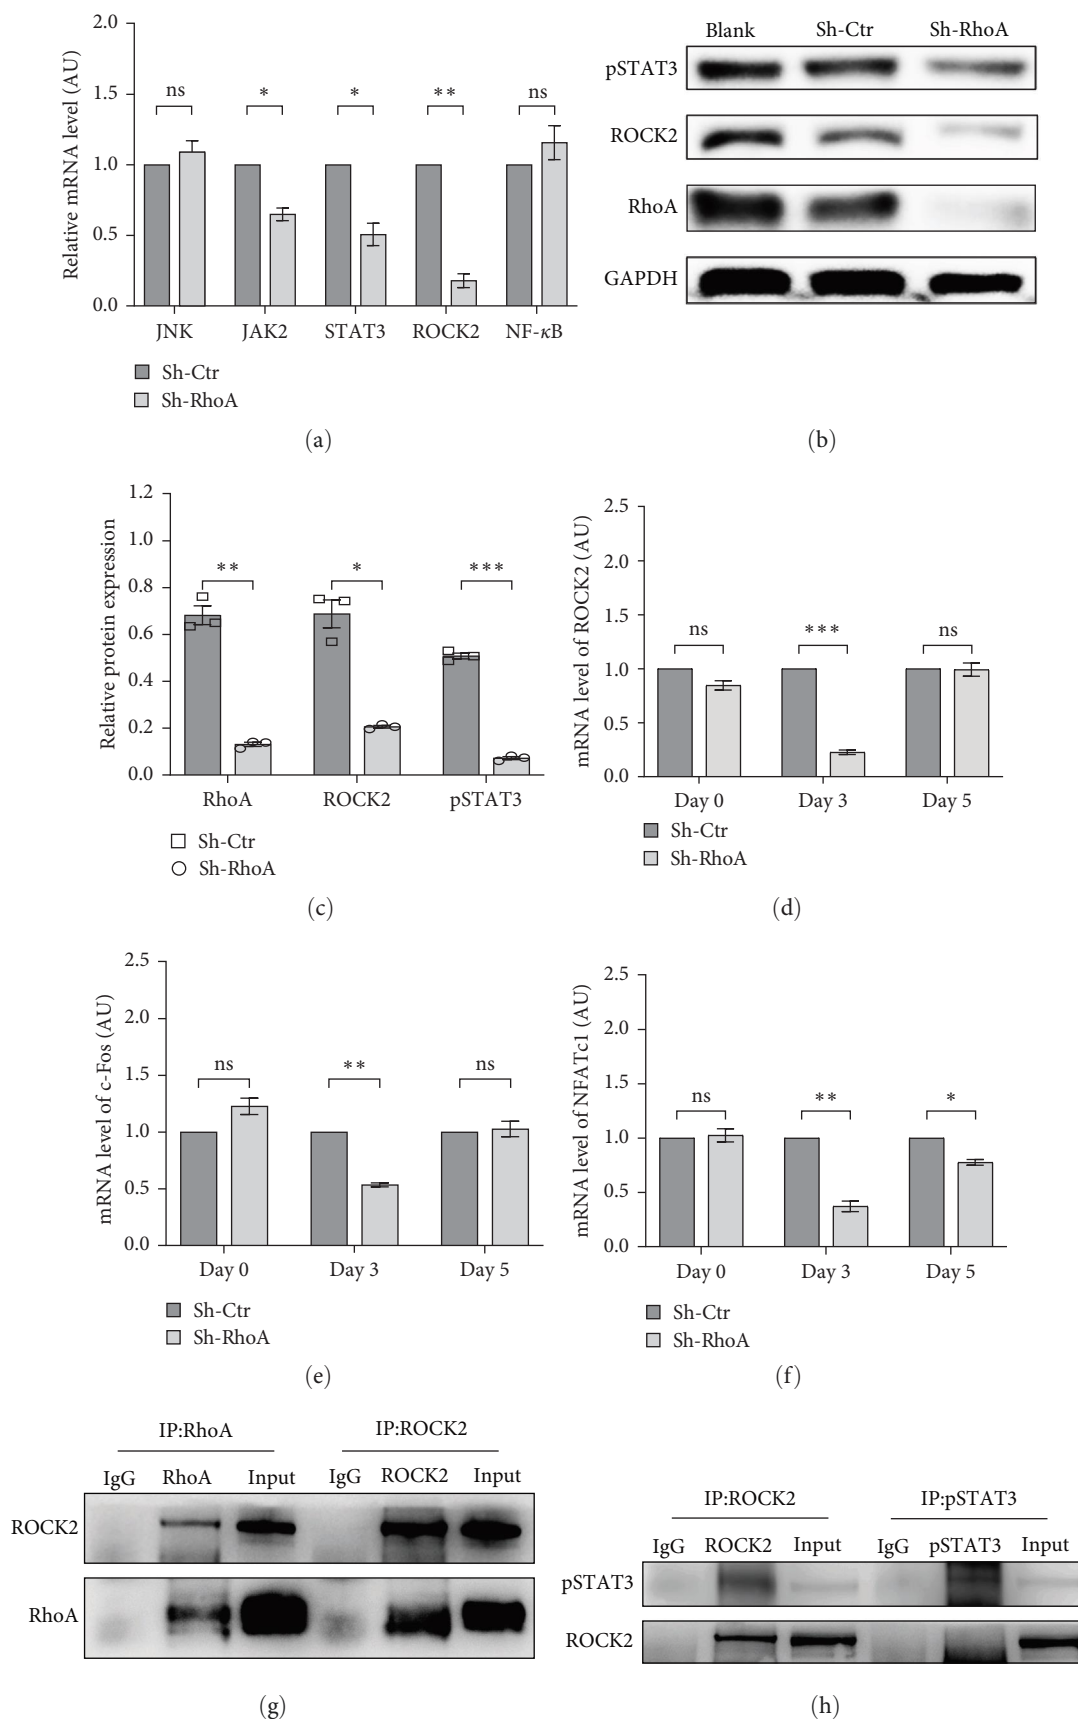 2.0
1.5
1.0
0.5
0.0
Relative mRNA level (AU)
ns
*
*
**
ns
JNK
JAK2
STAT3
ROCK2
NF-κB
Sh-Ctr
Sh-RhoA
(a)
Blank
Sh-Ctr
Sh-RhoA
pSTAT3
ROCK2
RhoA
GAPDH
(b)
1.2
1.0
0.8
0.6
0.4
0.2
0.0
Relative protein expression
**
*
***
RhoA
ROCK2
pSTAT3
Sh-Ctr
Sh-RhoA
(c)
2.5
2.0
1.5
1.0
0.5
0.0
mRNA level of ROCK2 (AU)
ns
***
ns
Day 0
Day 3
Day 5
Sh-Ctr
Sh-RhoA
(d)
2.5
2.0
1.5
1.0
0.5
0.0
mRNA level of c-Fos (AU)
ns
**
ns
Day 0
Day 3
Day 5
Sh-Ctr
Sh-RhoA
(e)
2.5
2.0
1.5
1.0
0.5
0.0
mRNA level of NFATc1 (AU)
ns
**
*
Day 0
Day 3
Day 5
Sh-Ctr
Sh-RhoA
(f)
IP:RhoA
IP:ROCK2
IgG
RhoA
Input
IgG
ROCK2
Input
ROCK2
RhoA
(g)
IP:ROCK2
IP:pSTAT3
IgG
ROCK2
Input
IgG
pSTAT3
Input
pSTAT3
ROCK2
(h)